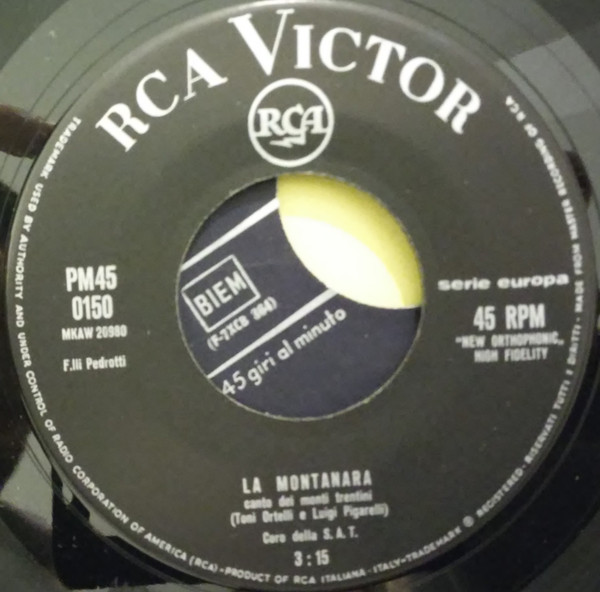 RCA VICTOR
RCA
TRADEMARK USED BY AUTHORITY AND UNDER CONTROL OF RADIO CORPORATION OF AMERICA (RCA)-PRODUCT OF RCA ITALIANA-ITALY-TRADEMARK ® REGISTERED- RISERVATI TUTTI I DIRITTI - MADE FROM MASTER RECORDING OF RCA
PM45
0150
MKAW 20980
F.lli Pedrotti
serie europa
45 RPM
"NEW ORTHOPHONIC"
HIGH FIDELITY
BIEM
45 giri al minuto
LA MONTANARA
canto dei monti trentini
(Toni Ortelli e Luigi Pigarelli)
Coro della S.A.T.
3:15